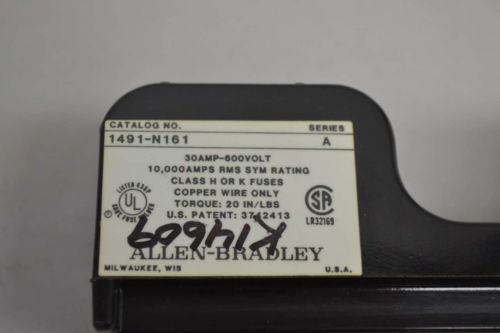 CATALOG NO. SERIES
1491-N161 A
30AMP-600VOLT
10,000AMPS RMS SYM RATING
CLASS H OR K FUSES
COPPER WIRE ONLY
TORQUE: 20 IN/LBS
U.S. PATENT: 3742413
UL
LISTED
®
SA
LR32169
K14609
ALLEN-BRADLEY
MILWAUKEE, WIS U.S.A.